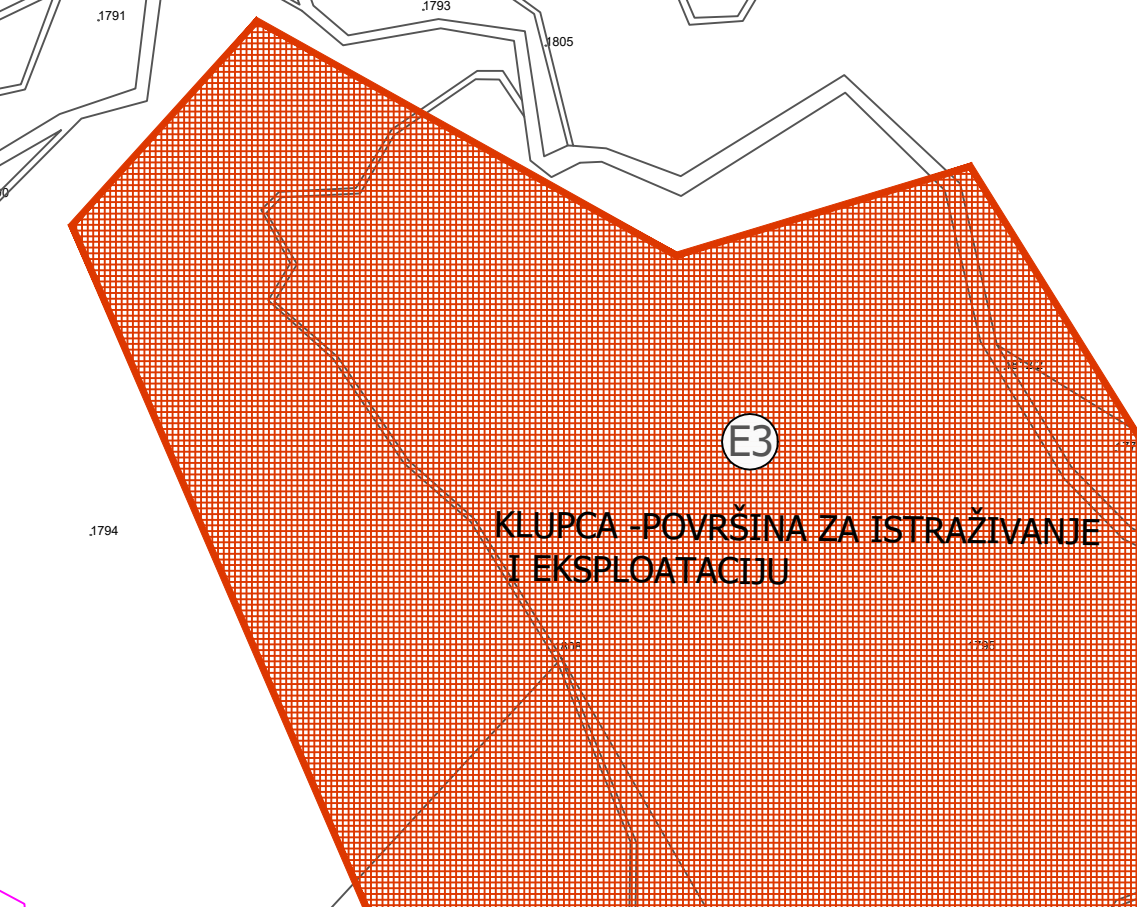 1791
1793
1805
E3
KLUPCA -POVRŠINA ZA ISTRAŽIVANJE
I EKSPLOATACIJU
1794
1795